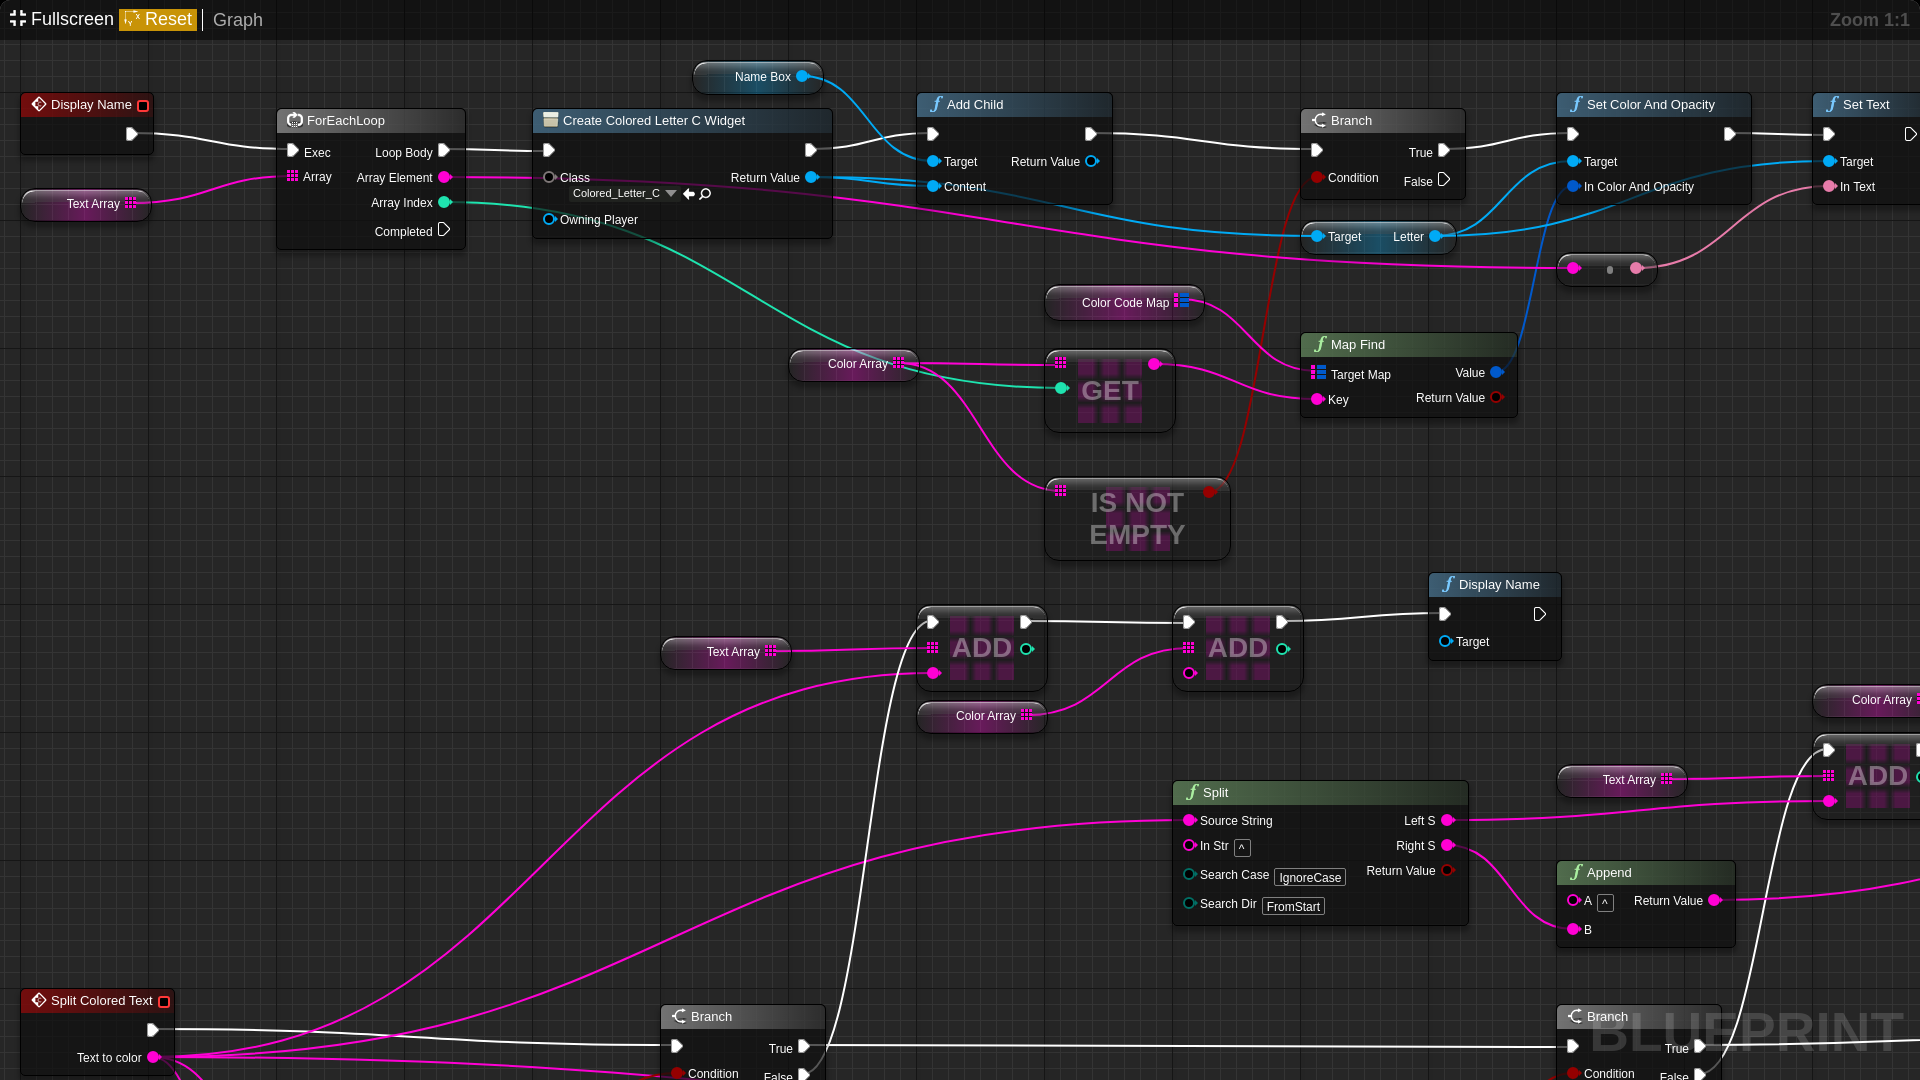 Fullscreen Reset Graph Zoom 1:1
Name Box
Display Name
ForEachLoop
Exec Loop Body
Array Array Element
Array Index
Completed
Text Array
Create Colored Letter C Widget
Class Return Value
Colored_Letter_C
Owning Player
Add Child
Target Return Value
Content
Branch
True
Condition False
Set Color And Opacity
Target
In Color And Opacity
Set Text
Target
In Text
Target Letter
Color Code Map
Color Array
GET
Map Find
Target Map Value
Key Return Value
IS NOT
EMPTY
Display Name
Target
Text Array
ADD
ADD
Color Array
Color Array
Text Array
ADD
Split
Source String Left S
In Str ^ Right S
Search Case IgnoreCase Return Value
Search Dir FromStart
Append
A ^ Return Value
B
Split Colored Text
Text to color
Branch
True
Condition False
Branch
True
Condition False
BLUEPRINT